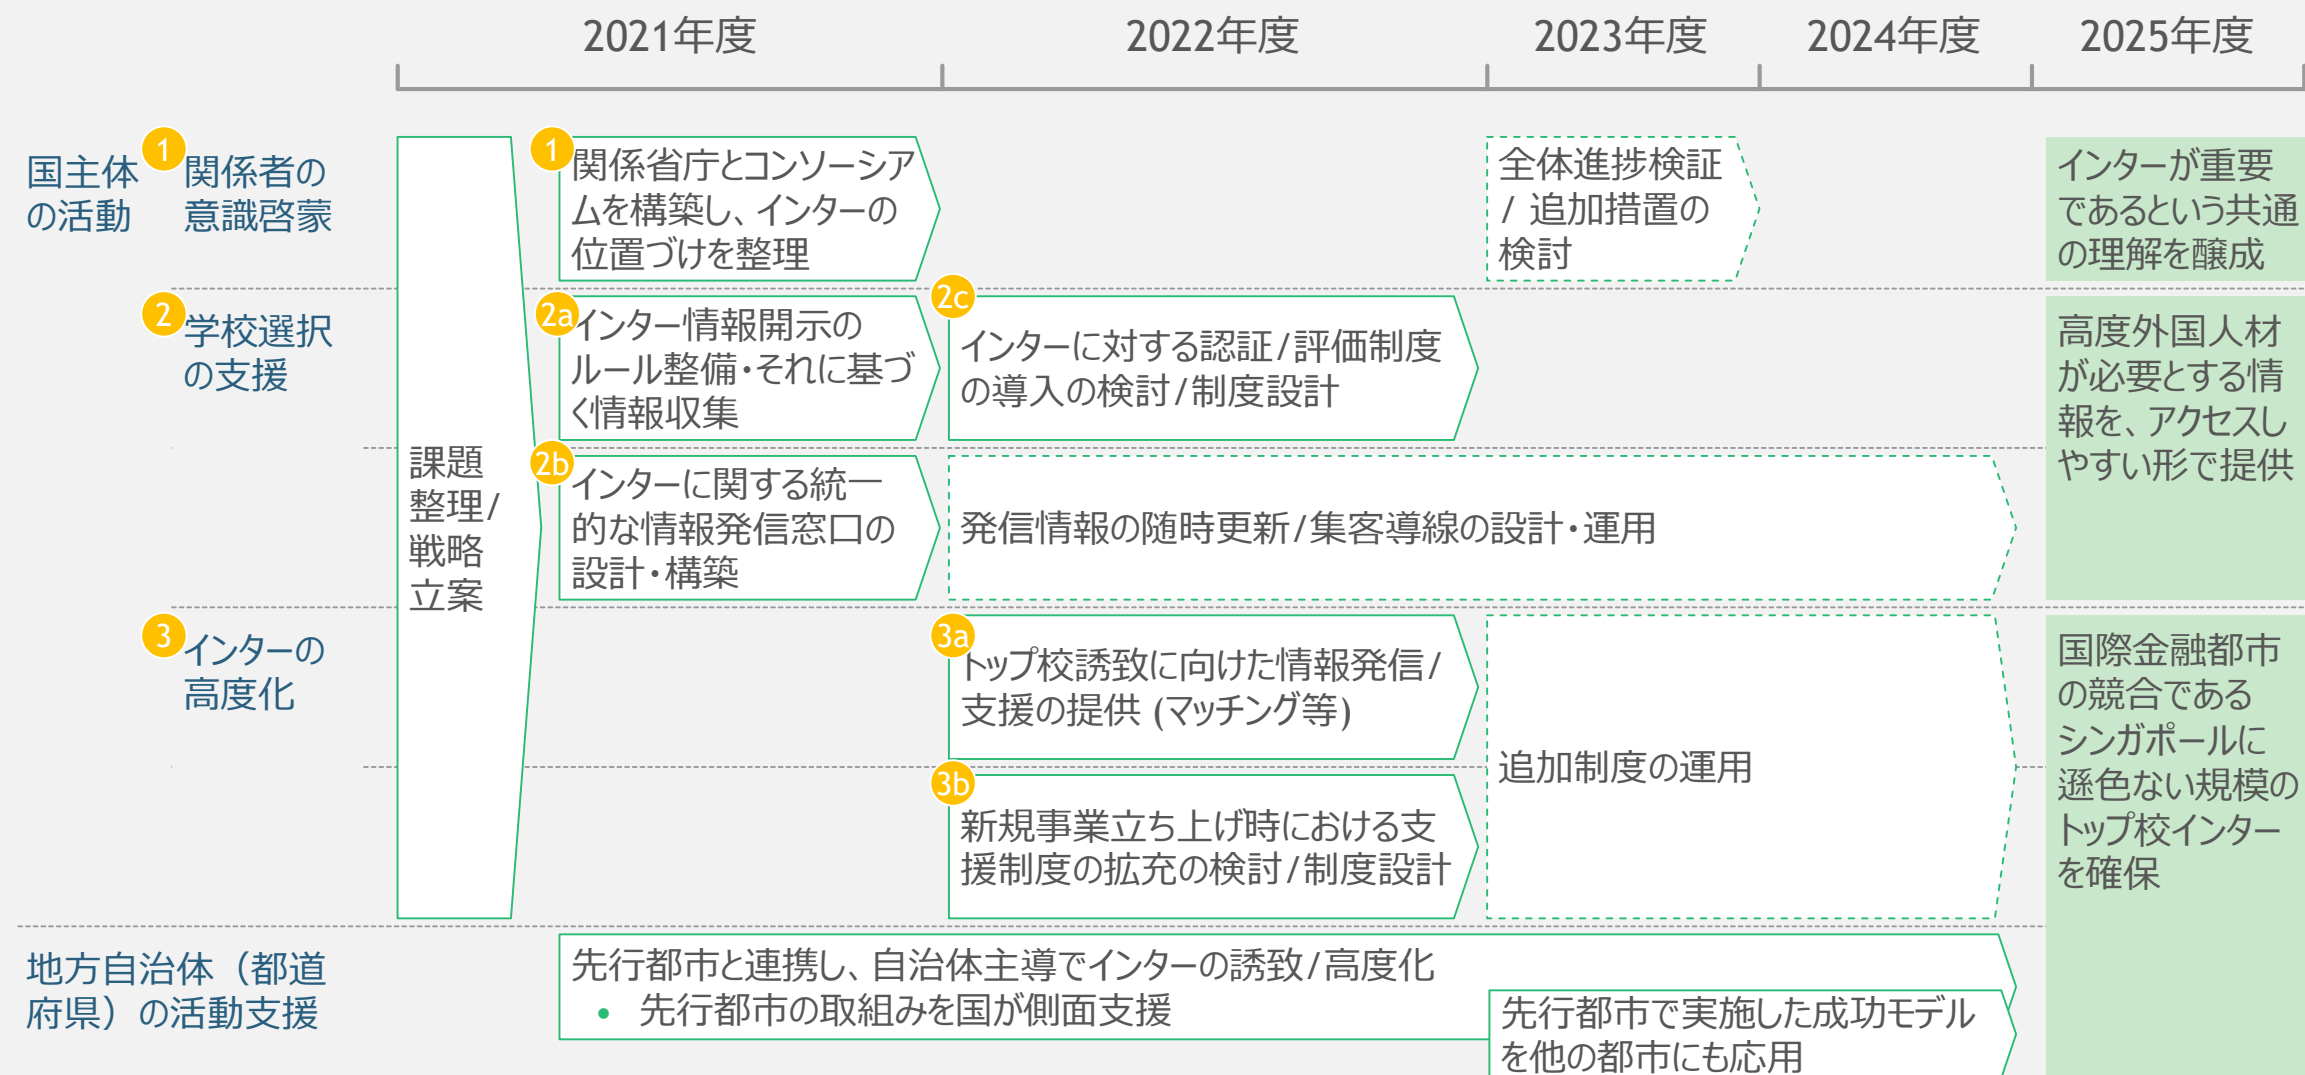 2021年度
2022年度
2023年度
2024年度
2025年度
国主体
の活動
1
関係者の
意識啓蒙
課題
整理/
戦略
立案
1
関係省庁とコンソーシア
ムを構築し、インターの
位置づけを整理
全体進捗検証
/ 追加措置の
検討
インターが重要
であるという共通
の理解を醸成
2
学校選択
の支援
2a
インター情報開示の
ルール整備・それに基づ
く情報収集
2c
インターに対する認証/評価制度
の導入の検討/制度設計
高度外国人材
が必要とする情
報を、アクセスし
やすい形で提供
2b
インターに関する統一
的な情報発信窓口の
設計・構築
発信情報の随時更新/集客導線の設計・運用
3
インターの
高度化
3a
トップ校誘致に向けた情報発信/
支援の提供 (マッチング等)
3b
新規事業立ち上げ時における支
援制度の拡充の検討/制度設計
追加制度の運用
国際金融都市
の競合である
シンガポールに
遜色ない規模の
トップ校インター
を確保
地方自治体（都道
府県）の活動支援
先行都市と連携し、自治体主導でインターの誘致/高度化
• 先行都市の取組みを国が側面支援
先行都市で実施した成功モデル
を他の都市にも応用